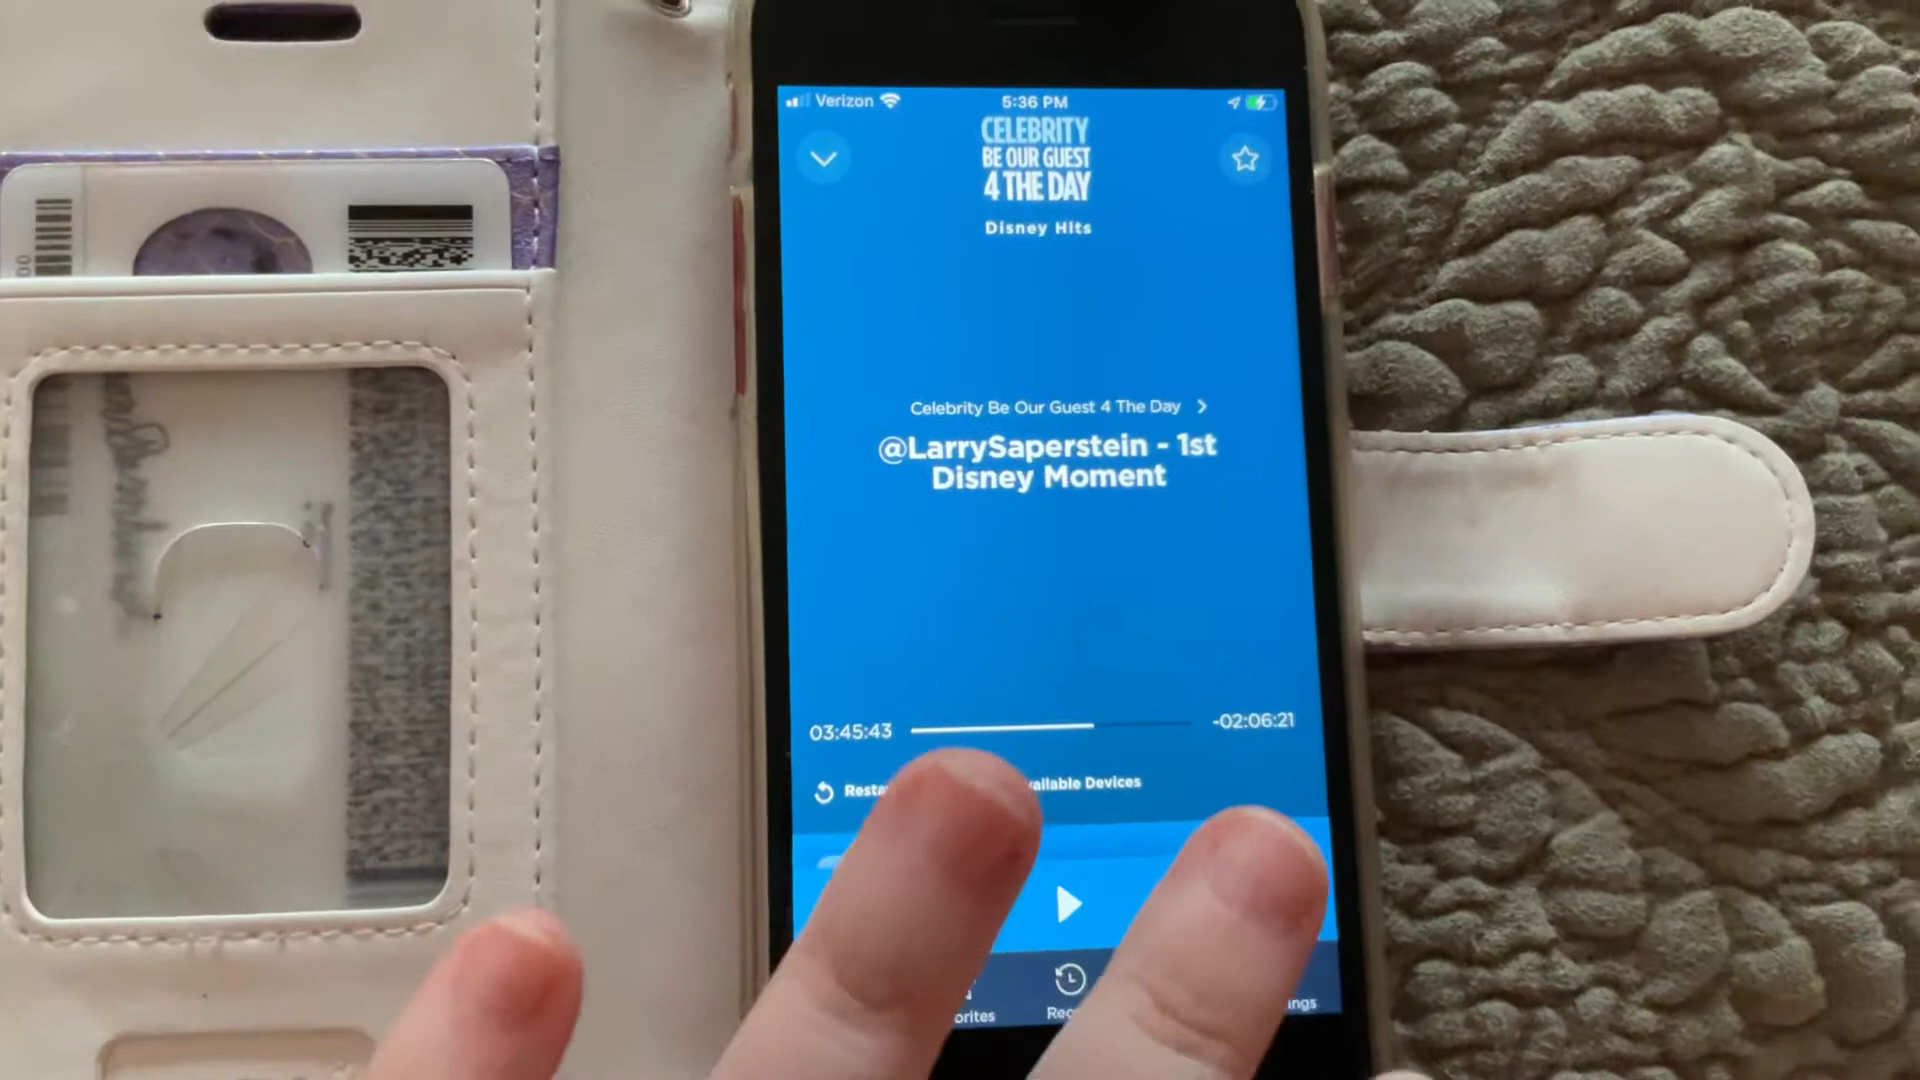 Verizon
5:36 PM
CELEBRITY
BE OUR GUEST
4 THE DAY
Disney Hits
Celebrity Be Our Guest 4 The Day
@LarrySaperstein - 1st
Disney Moment
03:45:43
-02:06:21
Devices